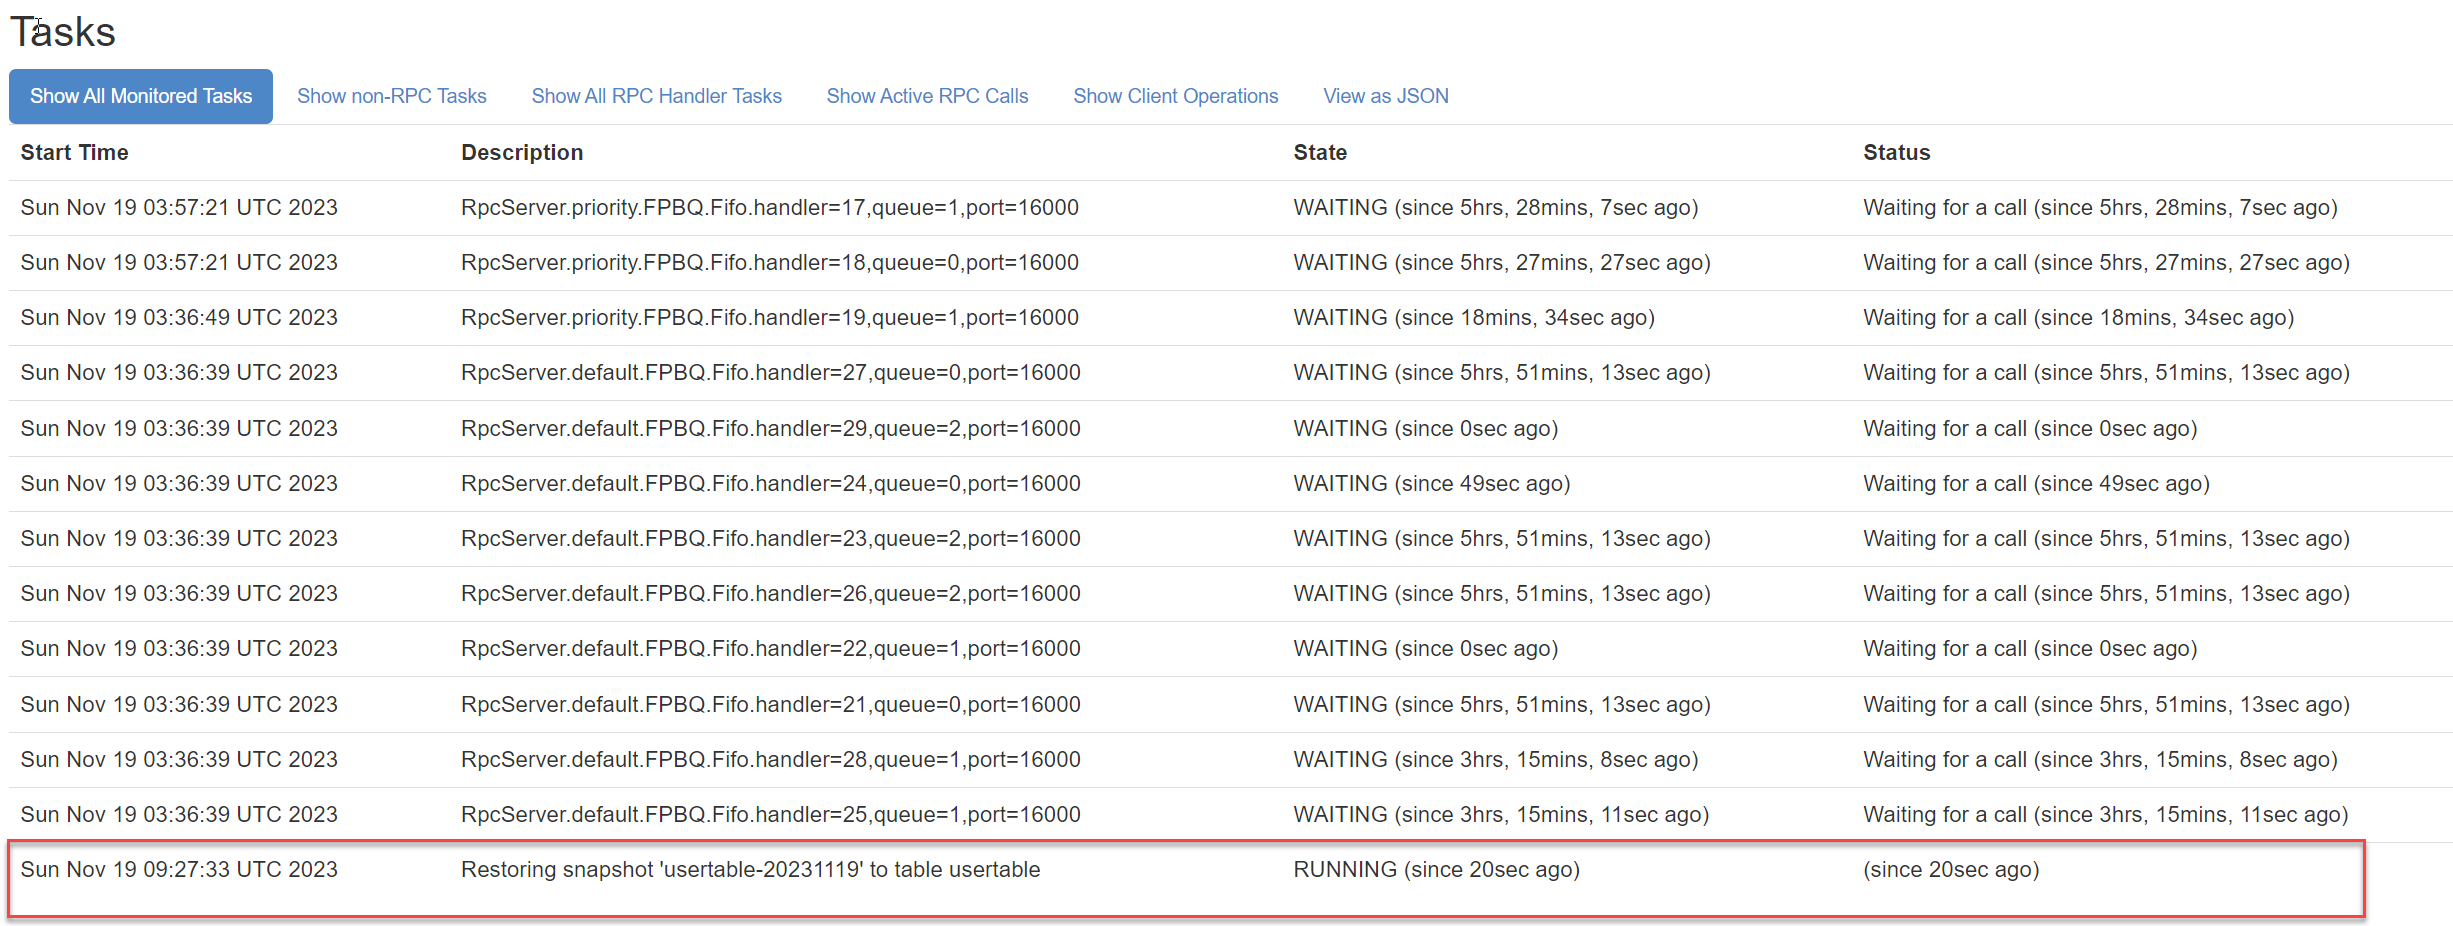 Tasks
Show All Monitored Tasks Show non-RPC Tasks Show All RPC Handler Tasks Show Active RPC Calls Show Client Operations View as JSON
Start Time Description State Status
Sun Nov 19 03:57:21 UTC 2023 RpcServer.priority.FPBQ.Fifo.handler=17,queue=1,port=16000 WAITING (since 5hrs, 28mins, 7sec ago) Waiting for a call (since 5hrs, 28mins, 7sec ago)
Sun Nov 19 03:57:21 UTC 2023 RpcServer.priority.FPBQ.Fifo.handler=18,queue=0,port=16000 WAITING (since 5hrs, 27mins, 27sec ago) Waiting for a call (since 5hrs, 27mins, 27sec ago)
Sun Nov 19 03:36:49 UTC 2023 RpcServer.priority.FPBQ.Fifo.handler=19,queue=1,port=16000 WAITING (since 18mins, 34sec ago) Waiting for a call (since 18mins, 34sec ago)
Sun Nov 19 03:36:39 UTC 2023 RpcServer.default.FPBQ.Fifo.handler=27,queue=0,port=16000 WAITING (since 5hrs, 51mins, 13sec ago) Waiting for a call (since 5hrs, 51mins, 13sec ago)
Sun Nov 19 03:36:39 UTC 2023 RpcServer.default.FPBQ.Fifo.handler=29,queue=2,port=16000 WAITING (since 0sec ago) Waiting for a call (since 0sec ago)
Sun Nov 19 03:36:39 UTC 2023 RpcServer.default.FPBQ.Fifo.handler=24,queue=0,port=16000 WAITING (since 49sec ago) Waiting for a call (since 49sec ago)
Sun Nov 19 03:36:39 UTC 2023 RpcServer.default.FPBQ.Fifo.handler=23,queue=2,port=16000 WAITING (since 5hrs, 51mins, 13sec ago) Waiting for a call (since 5hrs, 51mins, 13sec ago)
Sun Nov 19 03:36:39 UTC 2023 RpcServer.default.FPBQ.Fifo.handler=26,queue=2,port=16000 WAITING (since 5hrs, 51mins, 13sec ago) Waiting for a call (since 5hrs, 51mins, 13sec ago)
Sun Nov 19 03:36:39 UTC 2023 RpcServer.default.FPBQ.Fifo.handler=22,queue=1,port=16000 WAITING (since 0sec ago) Waiting for a call (since 0sec ago)
Sun Nov 19 03:36:39 UTC 2023 RpcServer.default.FPBQ.Fifo.handler=21,queue=0,port=16000 WAITING (since 5hrs, 51mins, 13sec ago) Waiting for a call (since 5hrs, 51mins, 13sec ago)
Sun Nov 19 03:36:39 UTC 2023 RpcServer.default.FPBQ.Fifo.handler=28,queue=1,port=16000 WAITING (since 3hrs, 15mins, 8sec ago) Waiting for a call (since 3hrs, 15mins, 8sec ago)
Sun Nov 19 03:36:39 UTC 2023 RpcServer.default.FPBQ.Fifo.handler=25,queue=1,port=16000 WAITING (since 3hrs, 15mins, 11sec ago) Waiting for a call (since 3hrs, 15mins, 11sec ago)
Sun Nov 19 09:27:33 UTC 2023 Restoring snapshot 'usertable-20231119' to table usertable RUNNING (since 20sec ago) (since 20sec ago)